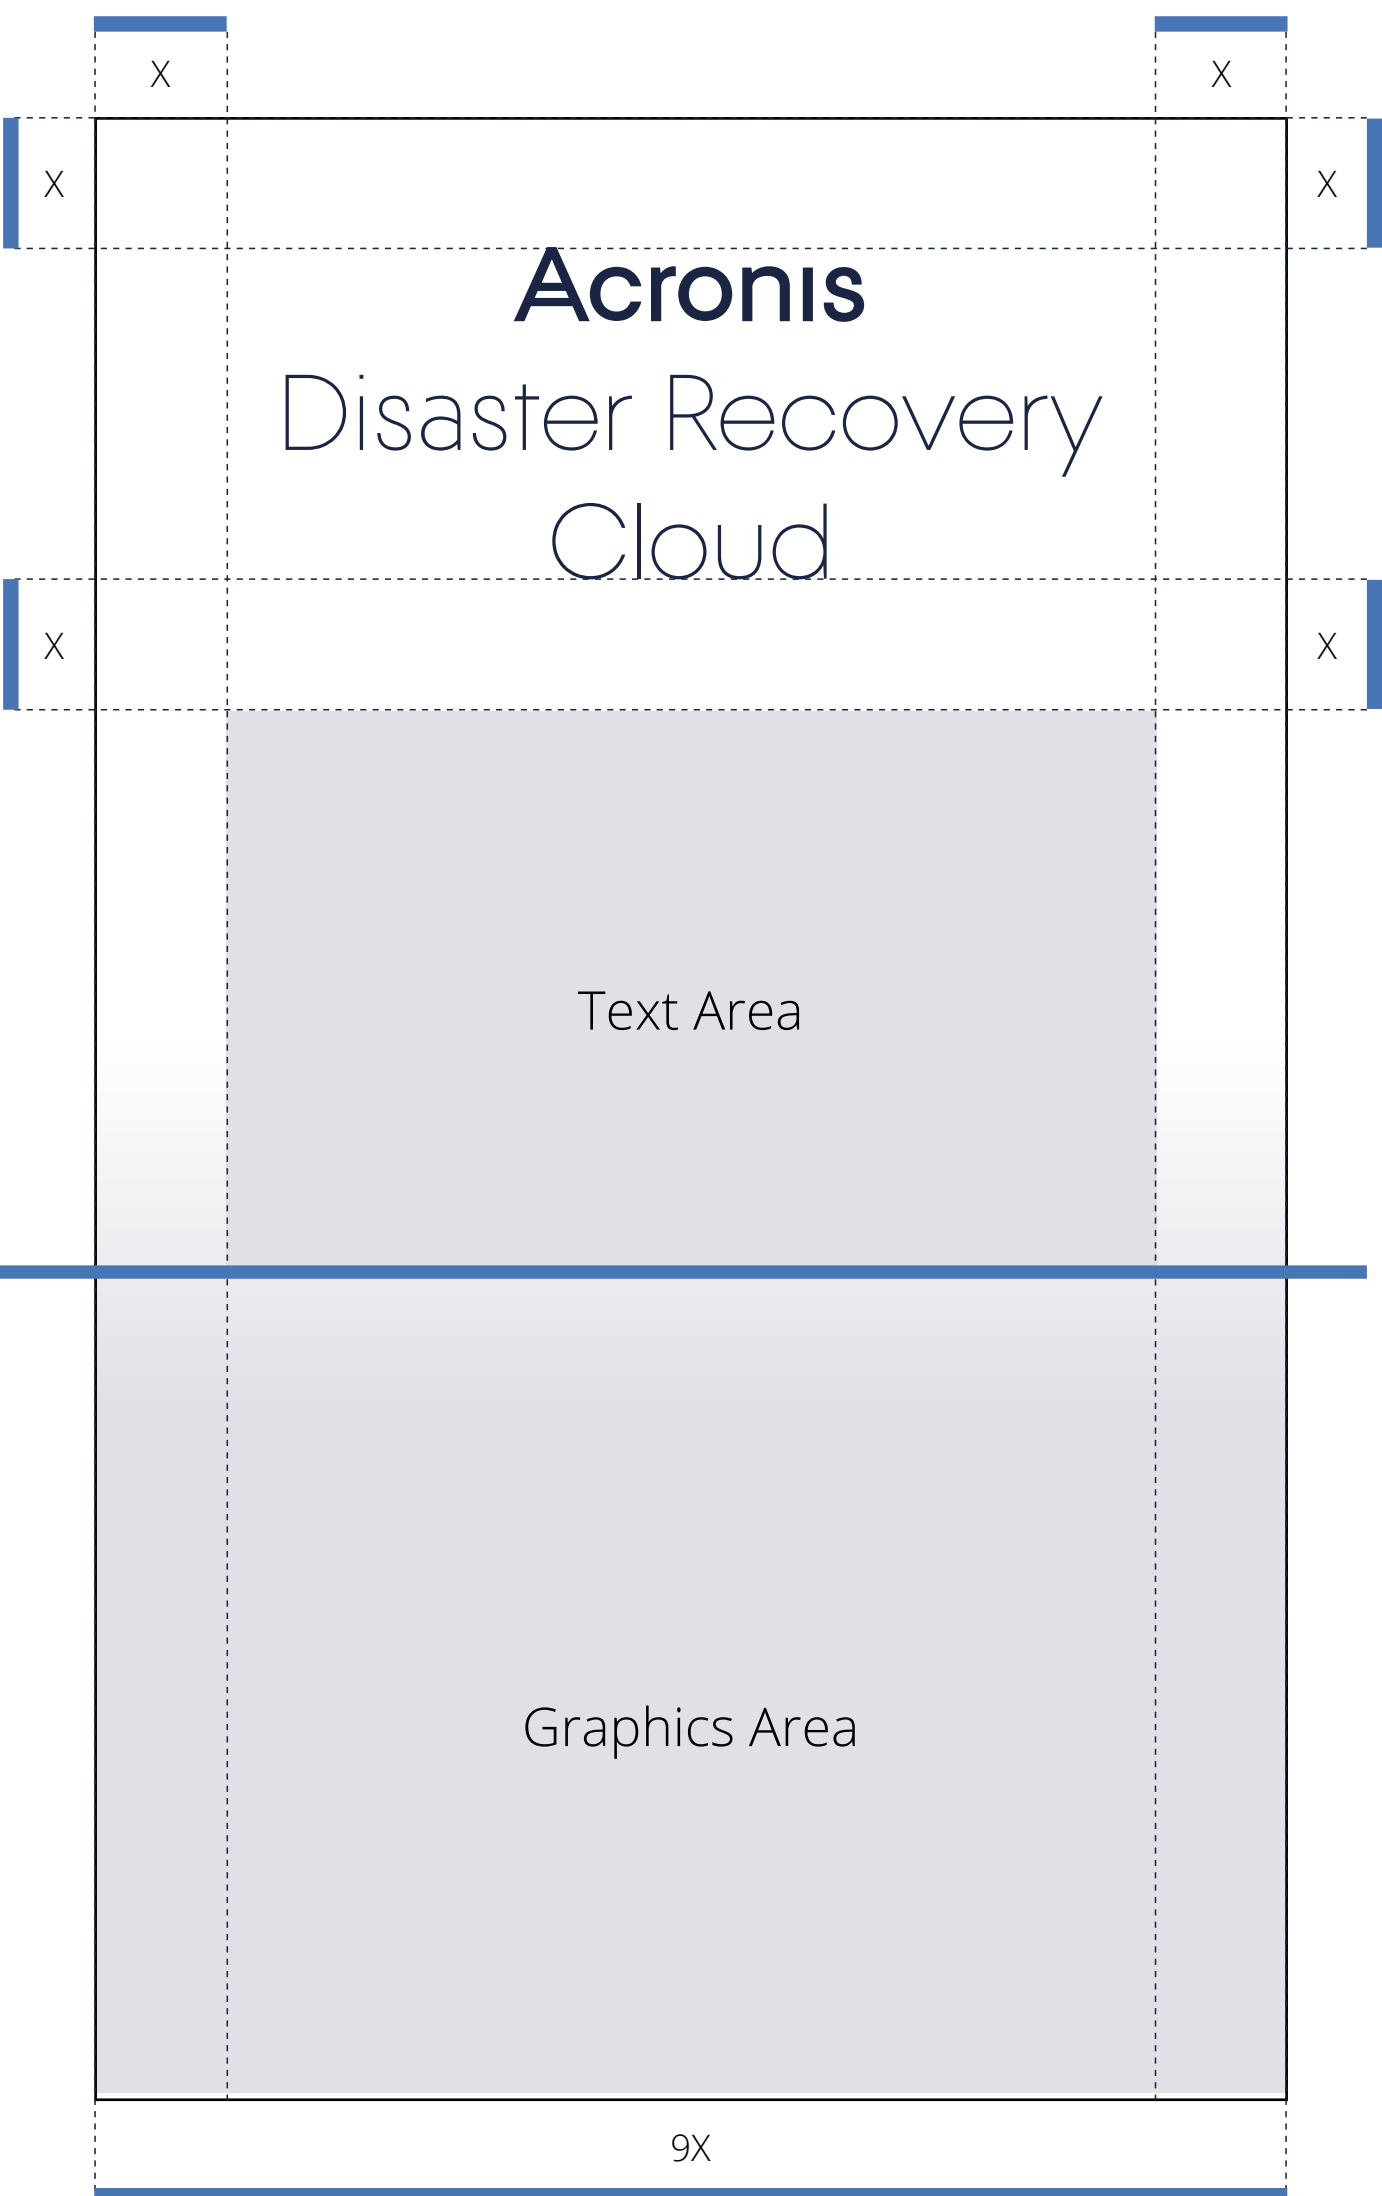 X X
X X
Acronis
Disaster Recovery
Cloud
X X
Text Area
Graphics Area
9X